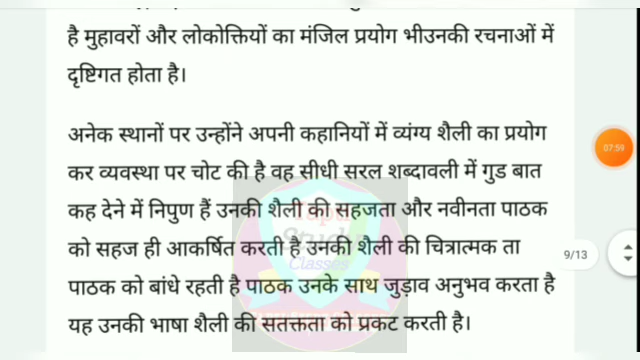 है मुहावरों और लोकोक्तियों का मंजिल प्रयोग भीउनकी रचनाओं में
दृष्टिगत होता है।
अनेक स्थानों पर उन्होंने अपनी कहानियों में व्यंग्य शैली का प्रयोग
कर व्यवस्था पर चोट की है वह सीधी सरल शब्दावली में गुड बात
कह देने में निपुण हैं उनकी शैली की सहजता और नवीनता पाठक
को सहज ही आकर्षित करती है उनकी शैली की चित्रात्मक ता
पाठक को बांधे रहती है पाठक उनके साथ जुड़ाव अनुभव करता है
यह उनकी भाषा शैली की सतक्तता को प्रकट करती है।
07:59
9/13
Study
Classes